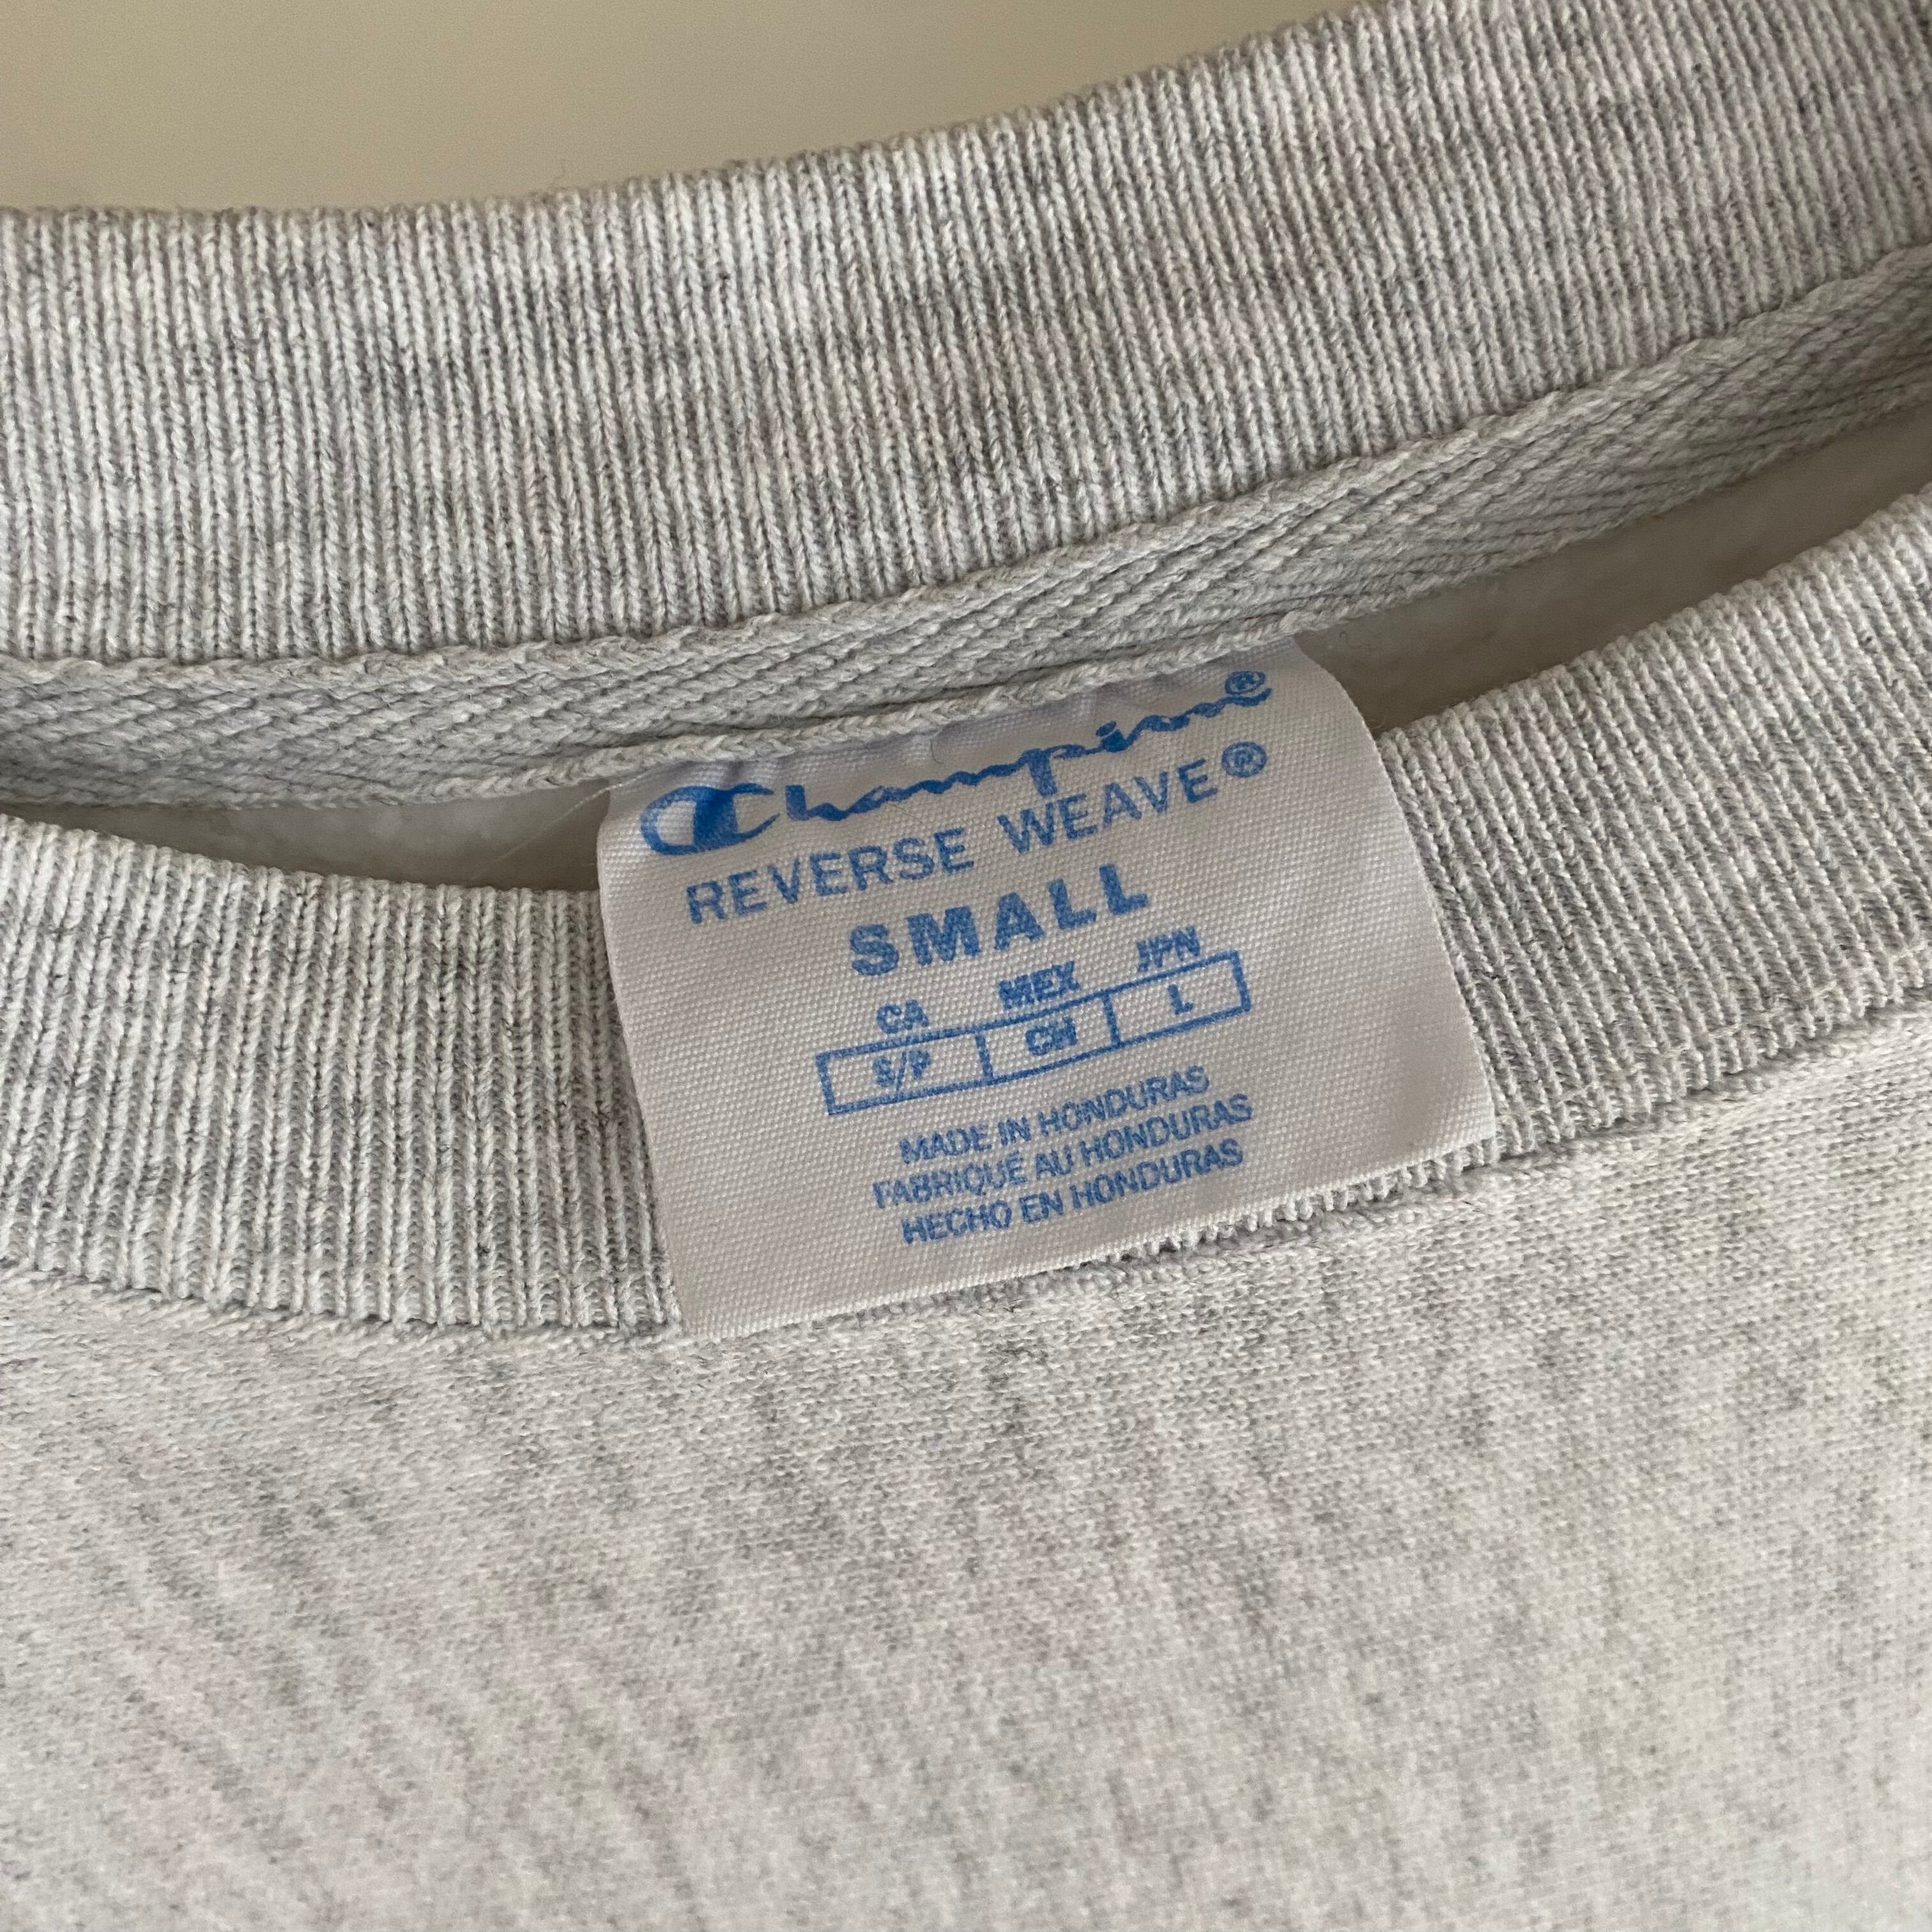 Champion®
REVERSE WEAVE®
SMALL
CA MEX JPN
S/P CH L
MADE IN HONDURAS
FABRIQUÉ AU HONDURAS
HECHO EN HONDURAS